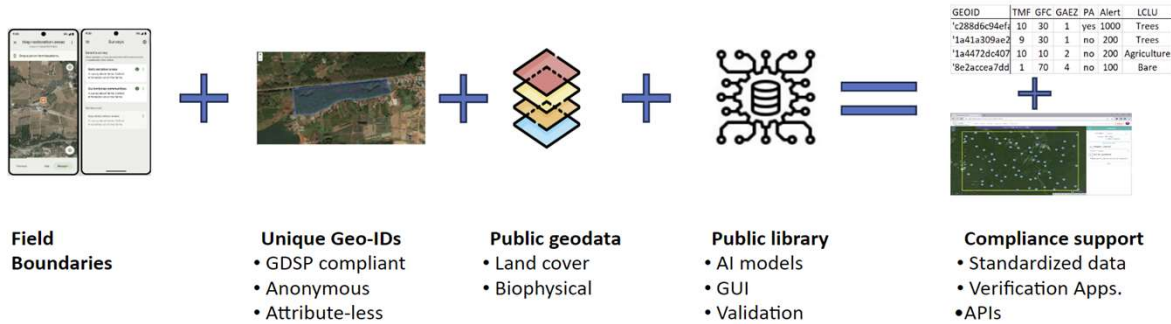 GEOID TMF GFC GAEZ PA Alert LCLU
'c288d6c94efa 10 30 1 yes 1000 Trees
'1a41a309ae2 9 30 1 no 200 Trees
'1a4472dc407 10 10 2 no 200 Agriculture
'8e2accea7dd 1 70 4 no 100 Bare
Surveys
Field
Boundaries
Unique Geo-IDs
• GDSP compliant
• Anonymous
• Attribute-less
Public geodata
• Land cover
• Biophysical
Public library
• AI models
• GUI
• Validation
Compliance support
• Standardized data
• Verification Apps.
•APIs